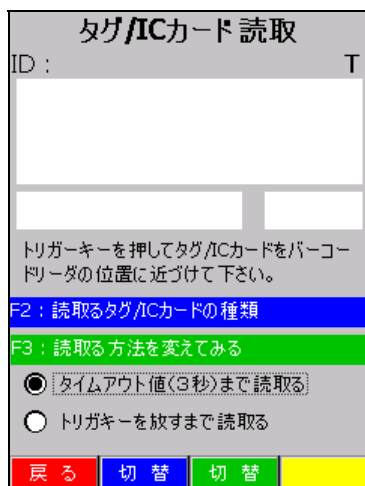 タグ/ICカード読取
ID : T
トリガーキーを押してタグ/ICカードをバーコー
ドリーダの位置に近づけて下さい。
F2：読取るタグ/ICカードの種類
F3：読取る方法を変えてみる
タイムアウト値(3秒)まで読取る
トリガキーを放すまで読取る
戻 る 切 替 切 替